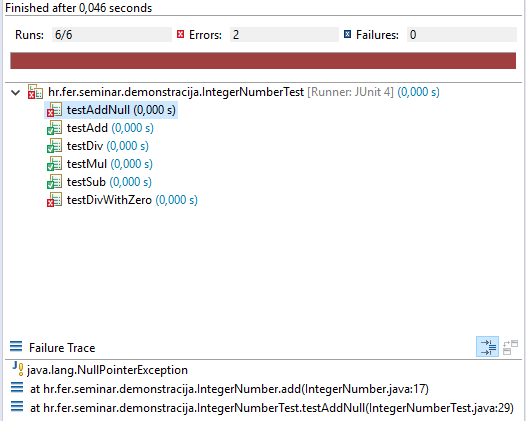 Finished after 0,046 seconds
Runs: 6/6 Errors: 2 Failures: 0
hr.fer.seminar.demonstracija.IntegerNumberTest [Runner: JUnit 4] (0,000 s)
testAddNull (0,000 s)
testAdd (0,000 s)
testDiv (0,000 s)
testMul (0,000 s)
testSub (0,000 s)
testDivWithZero (0,000 s)
Failure Trace
java.lang.NullPointerException
at hr.fer.seminar.demonstracija.IntegerNumber.add(IntegerNumber.java:17)
at hr.fer.seminar.demonstracija.IntegerNumberTest.testAddNull(IntegerNumberTest.java:29)